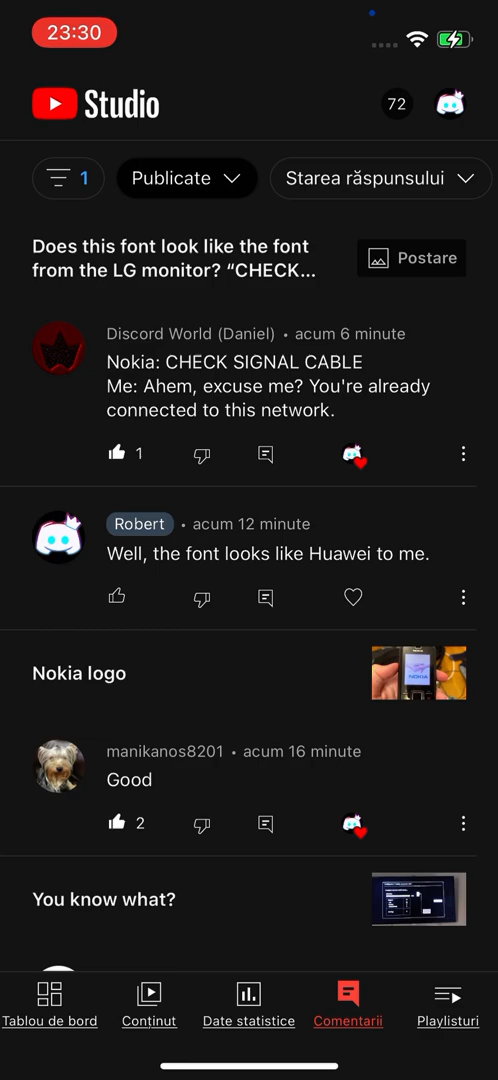 23:30
Studio
72
1
Publicate
Starea răspunsului
Does this font look like the font
from the LG monitor? “CHECK...
Postare
Discord World (Daniel) • acum 6 minute
Nokia: CHECK SIGNAL CABLE
Me: Ahem, excuse me? You're already
connected to this network.
1
Robert • acum 12 minute
Well, the font looks like Huawei to me.
Nokia logo
NOKIA
manikanos8201 • acum 16 minute
Good
2
You know what?
Tablou de bord
Conținut
Date statistice
Comentarii
Playlisturi